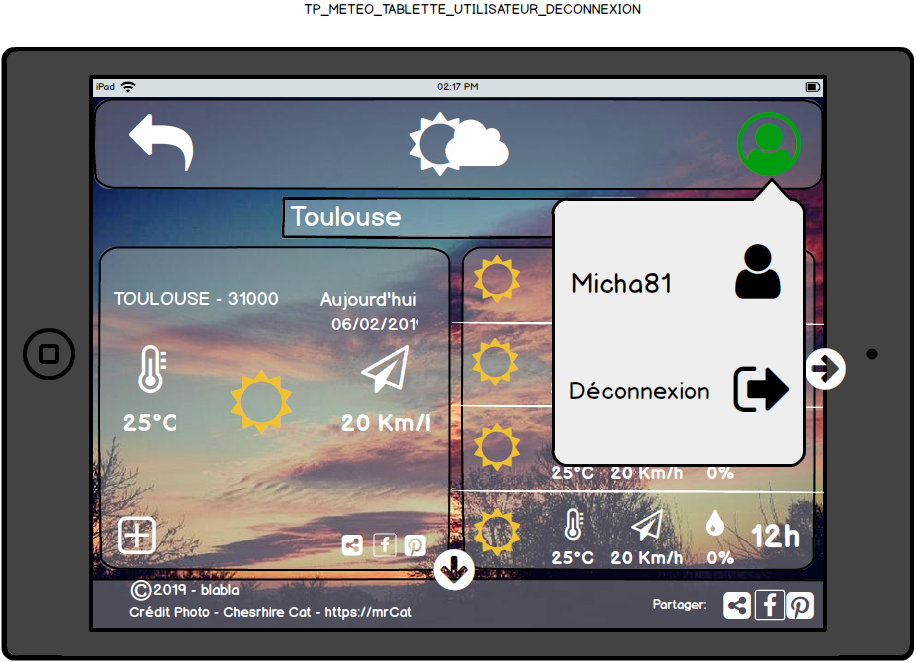 TP_METEO_TABLETTE_UTILISATEUR_DECONNEXION
iPad
02:17 PM
Toulouse
Micha81
Déconnexion
TOULOUSE - 31000
Aujourd'hui
06/02/201
25°C
20 Km/l
25°C 20 Km/h 0%
12h
25°C 20 Km/h 0%
©2019 - blabla
Crédit Photo - Chesrhire Cat - https://mrCat
Partager: